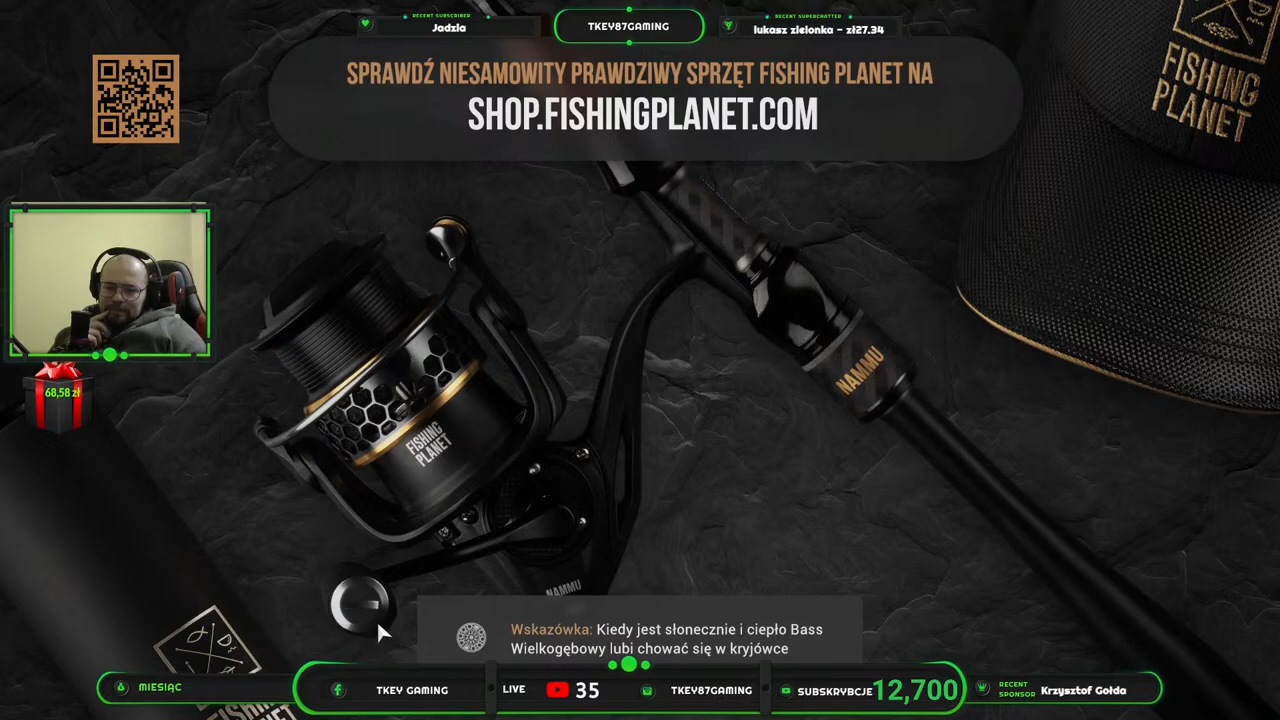 RECENT SUBSCRIBER
Jadzia
TKEY87GAMING
RECENT SUPERCHATTER
lukasz zielonka - zł27.34
SPRAWDŹ NIESAMOWITY PRAWDZIWY SPRZĘT FISHING PLANET NA
SHOP.FISHINGPLANET.COM
FISHING
PLANET
68,58 zł
NAMMU
FISHING
PLANET
NAMMU
Wskazówka: Kiedy jest słonecznie i ciepło Bass
Wielkogębowy lubi chować się w kryjówce
MIESIĄC
TKEY GAMING
LIVE
35
TKEY87GAMING
SUBSKRYBCJE
12,700
RECENT
SPONSOR
Krzysztof Gołda
FISHING